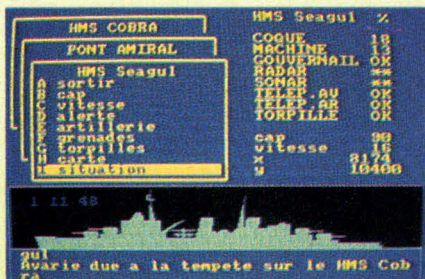 HMS COBRA
PONT AMIRAL
HMS Seagul
A sortir
B cap
C vitesse
D alerte
E artillerie
F grenades
G torpilles
H carte
I situation
HMS Seagul %
COQUE 18
MACHINE 13
GOUVERNAIL OK
RADAR **
SONAR **
TELEP.AV OK
TELEP.AR OK
TORPILLE OK
cap 90
vitesse 16
x 8174
y 10400
1 11 48
gul
Avarie due a la tempete sur le HMS Cob
ra